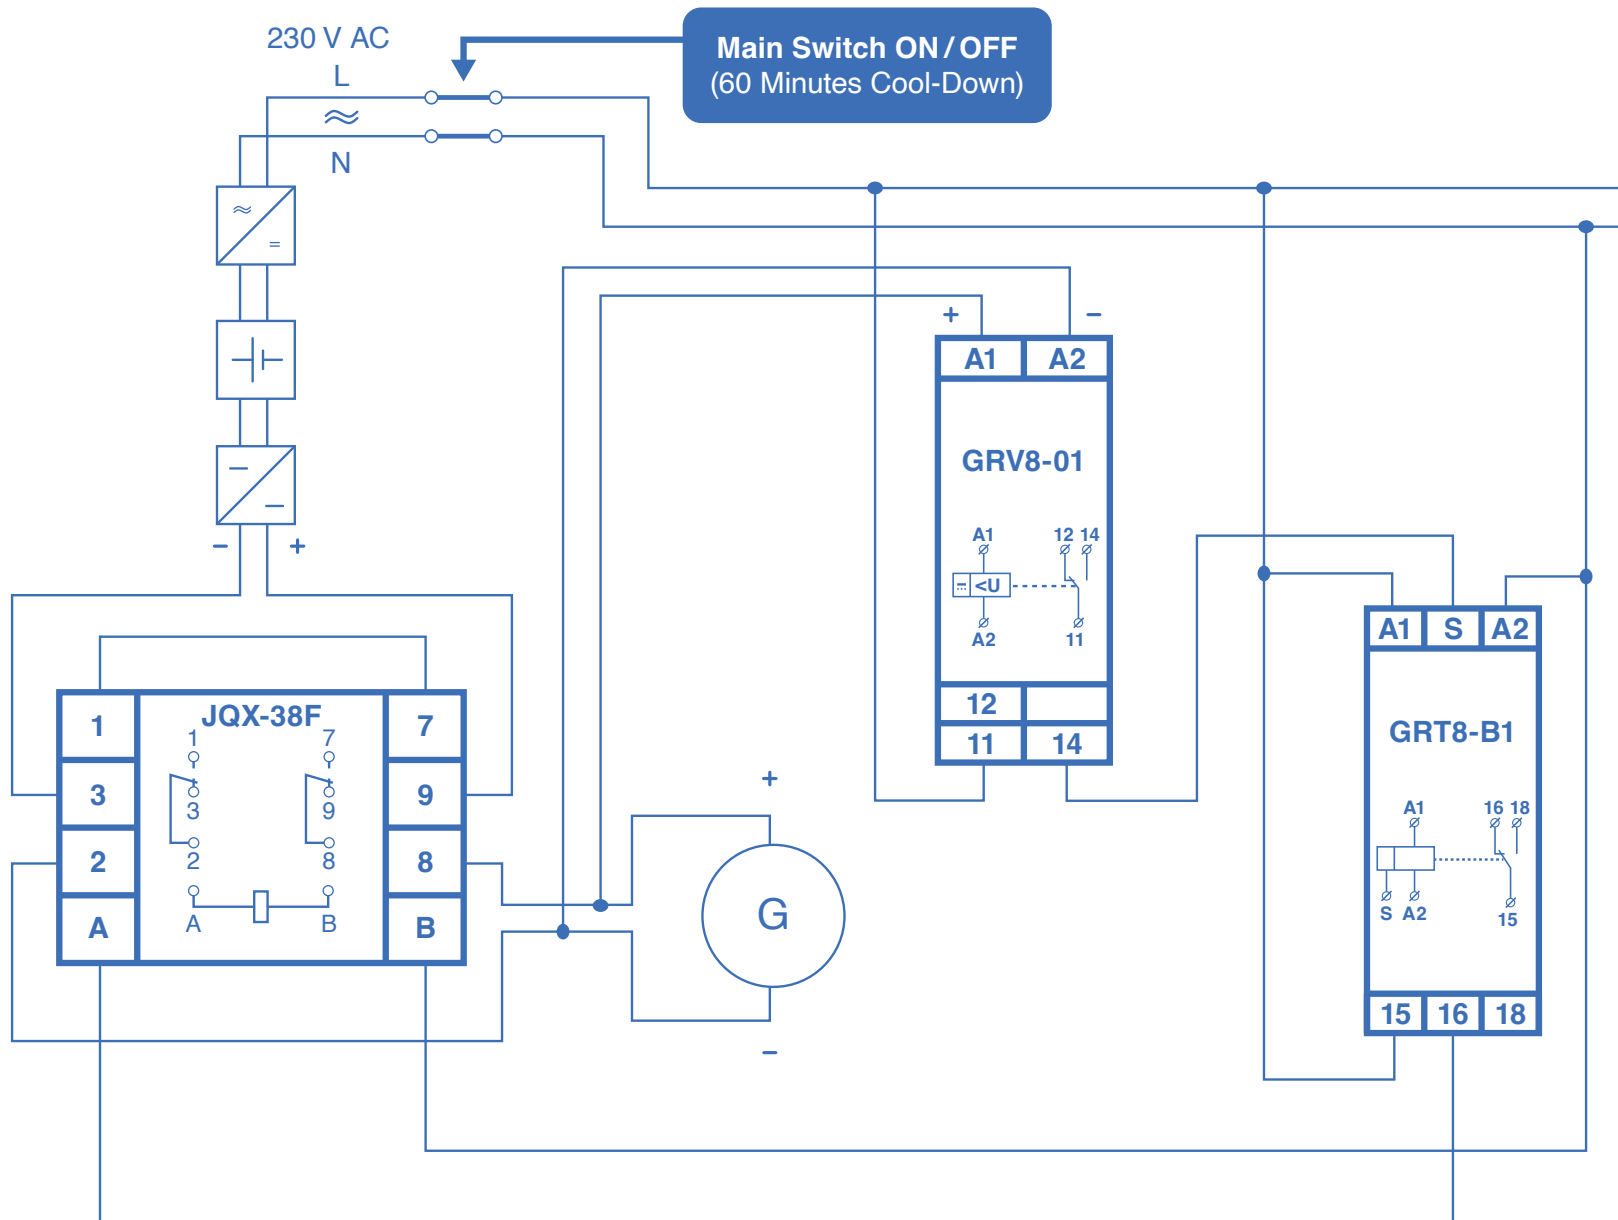 230 V AC
L
N
Main Switch ON / OFF
(60 Minutes Cool-Down)
≈
=
– +
+ –
A1 A2
GRV8-01
A1 12 14
<U
A2 11
12
11 14
A1 S A2
GRT8-B1
A1 16 18
S A2 15
15 16 18
JQX-38F
1 1 7 7
3 3 9 9
2 2 8 8
A A B B
+
G
–